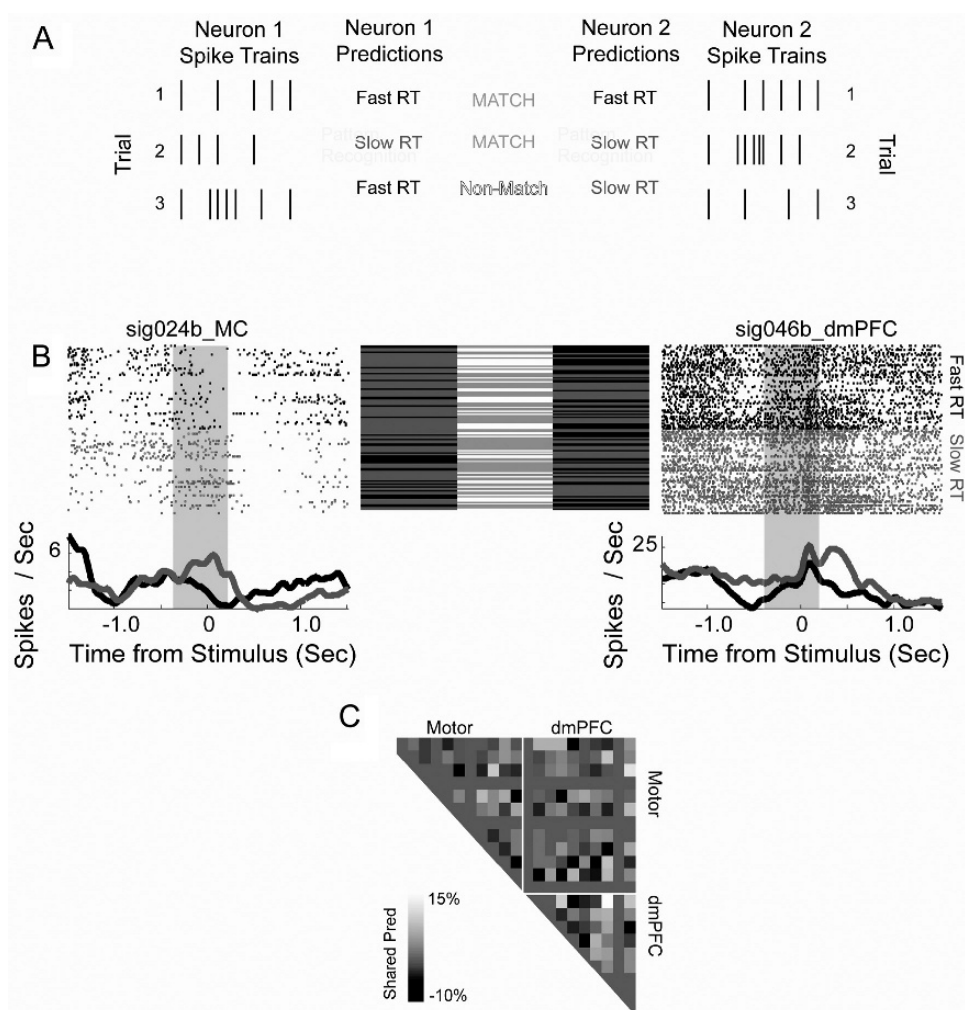 A
Neuron 1
Spike Trains
Neuron 1
Predictions
Neuron 2
Predictions
Neuron 2
Spike Trains
Trial
1
Fast RT
MATCH
Fast RT
1
2
Pattern
Recognition
Slow RT
MATCH
Pattern
Recognition
Slow RT
2
Trial
3
Fast RT
Non-Match
Slow RT
3
B
sig024b_MC
sig046b_dmPFC
Fast RT
Slow RT
6
Spikes / Sec
-1.0
0
1.0
Time from Stimulus (Sec)
25
Spikes / Sec
-1.0
0
1.0
Time from Stimulus (Sec)
C
Motor
dmPFC
Motor
dmPFC
Shared Pred
15%
-10%